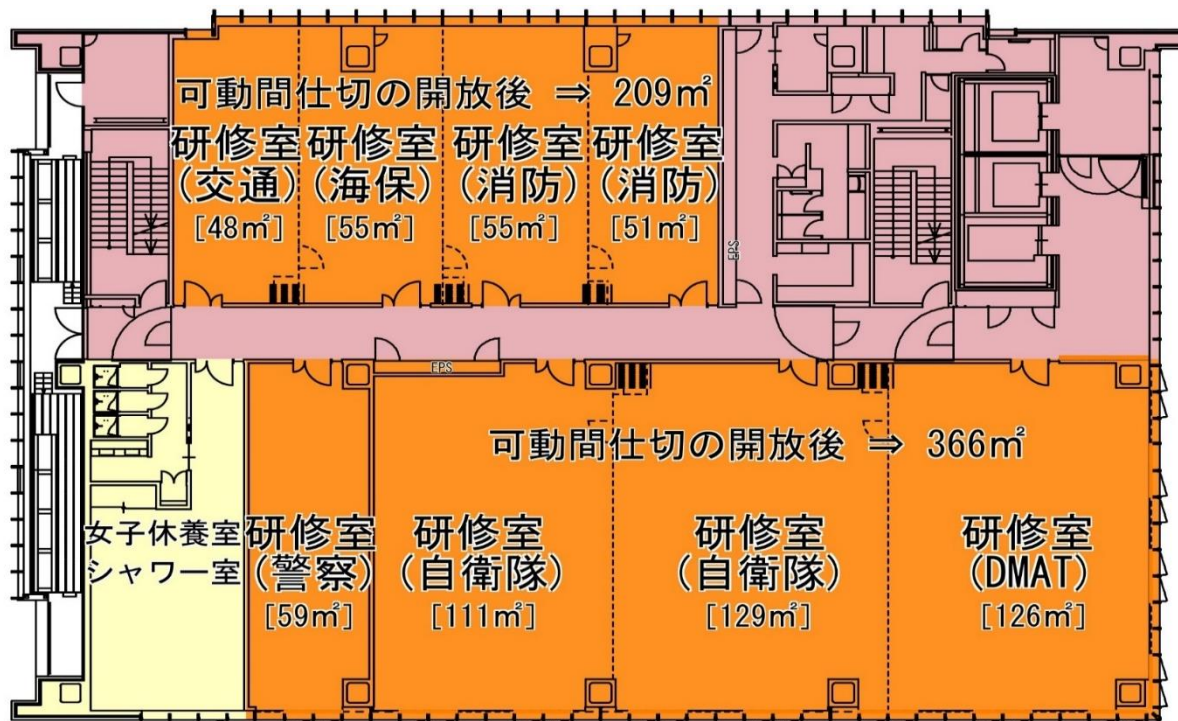 可動間仕切の開放後 ⇒ 209㎡
研修室 研修室 研修室 研修室
(交通) (海保) (消防) (消防)
[48㎡] [55㎡] [55㎡] [51㎡]
EPS
EPS
可動間仕切の開放後 ⇒ 366㎡
女子休養室 研修室 研修室 研修室 研修室
シャワー室 (警察) (自衛隊) (自衛隊) (DMAT)
[59㎡] [111㎡] [129㎡] [126㎡]